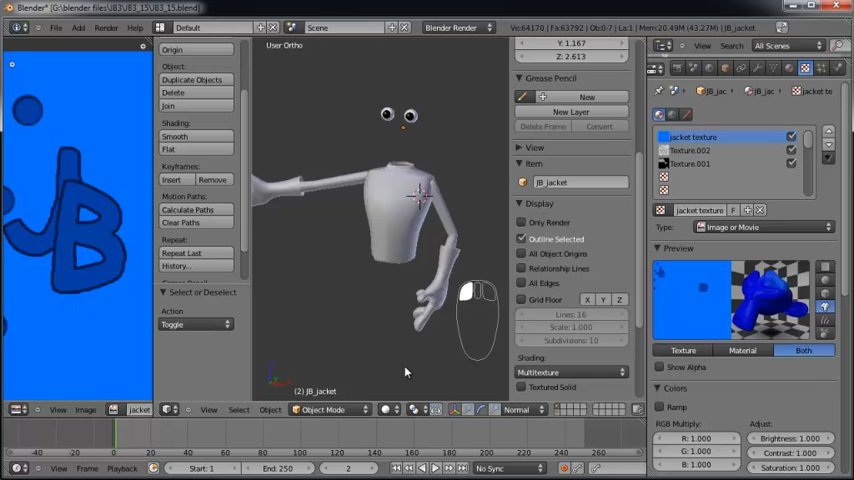 Blender* [G:\blender files\JB3\JB3_15\JB3_15.blend]
File Add Render Window Help Default Scene Blender Render Ve:64170 | Fa:63792 | Ob:0-7 | La:1 | Mem:20.49M (43.27M) | JB_jacket
JB
Origin
Object:
Duplicate Objects
Delete
Join
Shading:
Smooth
Flat
Keyframes:
Insert Remove
Motion Paths:
Calculate Paths
Clear Paths
Repeat:
Repeat Last
History...
Select or Deselect
Action
Toggle
User Ortho
(2) JB_jacket
Y: 1.167
Z: 2.613
Grease Pencil
New
New Layer
Delete Frame Convert
View
Item
JB_jacket
Display
Only Render
Outline Selected
All Object Origins
Relationship Lines
All Edges
Grid Floor X Y Z
Lines: 16
Scale: 1.000
Subdivisions: 10
Shading:
Multitexture
Textured Solid
View Search All Scenes
JB_jac JB_jac jacket te
jacket texture
Texture.002
Texture.001
jacket texture F
Type: Image or Movie
Preview
Texture Material Both
Show Alpha
Colors
Ramp
RGB Multiply: Adjust:
R: 1.000 Brightness: 1.000
G: 1.000 Contrast: 1.000
B: 1.000 Saturation: 1.000
View Image jacket
View Select Object Object Mode Normal
-40 -20 0 20 40 60 80 100 120 140 160 180 200 220 240 260
View Frame Playback Start: 1 End: 250 2 No Sync